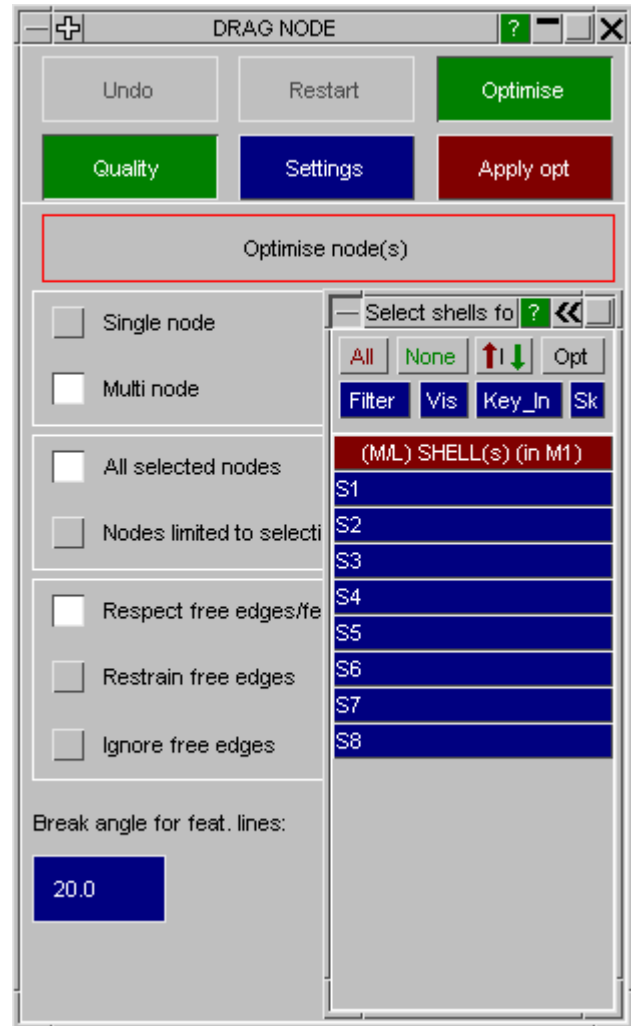 DRAG NODE ?
Undo Restart Optimise
Quality Settings Apply opt
Optimise node(s)
Single node
Multi node
All selected nodes
Nodes limited to selecti
Respect free edges/fe
Restrain free edges
Ignore free edges
Break angle for feat. lines:
20.0
Select shells fo ?
All None Opt
Filter Vis Key_In Sk
(M/L) SHELL(s) (in M1)
S1
S2
S3
S4
S5
S6
S7
S8